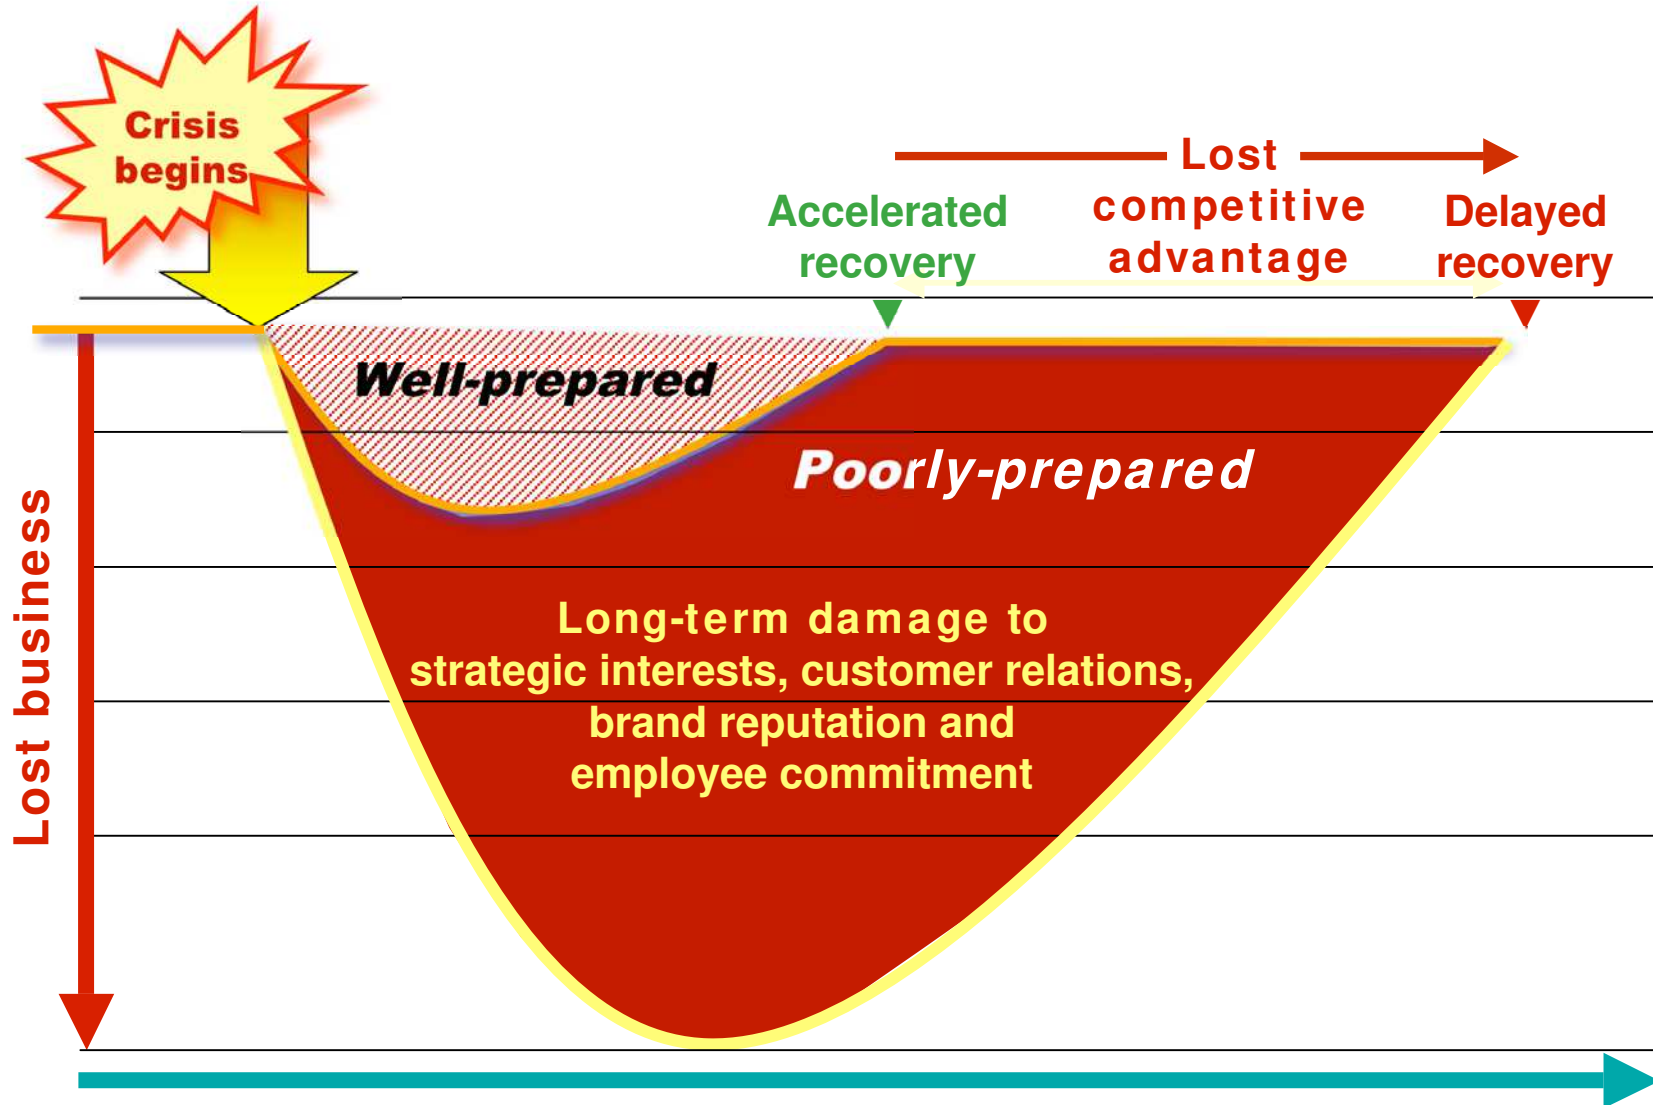 Crisis
begins
Lost
competitive
advantage
Accelerated
recovery
Delayed
recovery
Well-prepared
Poorly-prepared
Lost business
Long-term damage to
strategic interests, customer relations,
brand reputation and
employee commitment